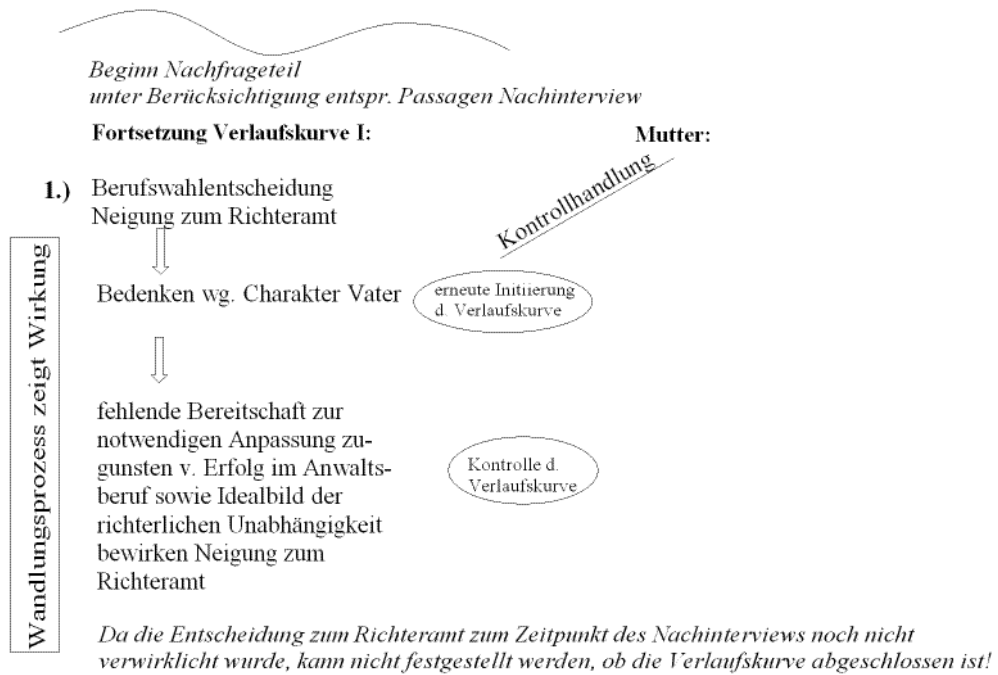 Beginn Nachfrageteil
unter Berücksichtigung entspr. Passagen Nachinterview
Fortsetzung Verlaufskurve I:
Mutter:
Kontrollhandlung
1.) Berufswahlentscheidung
Neigung zum Richteramt
Wandlungsprozess zeigt Wirkung
Bedenken wg. Charakter Vater
erneute Initiierung
d. Verlaufskurve
fehlende Bereitschaft zur
notwendigen Anpassung zu-
gunsten v. Erfolg im Anwalts-
beruf sowie Idealbild der
richterlichen Unabhängigkeit
bewirken Neigung zum
Richteramt
Kontrolle d.
Verlaufskurve
Da die Entscheidung zum Richteramt zum Zeitpunkt des Nachinterviews noch nicht
verwirklicht wurde, kann nicht festgestellt werden, ob die Verlaufskurve abgeschlossen ist!